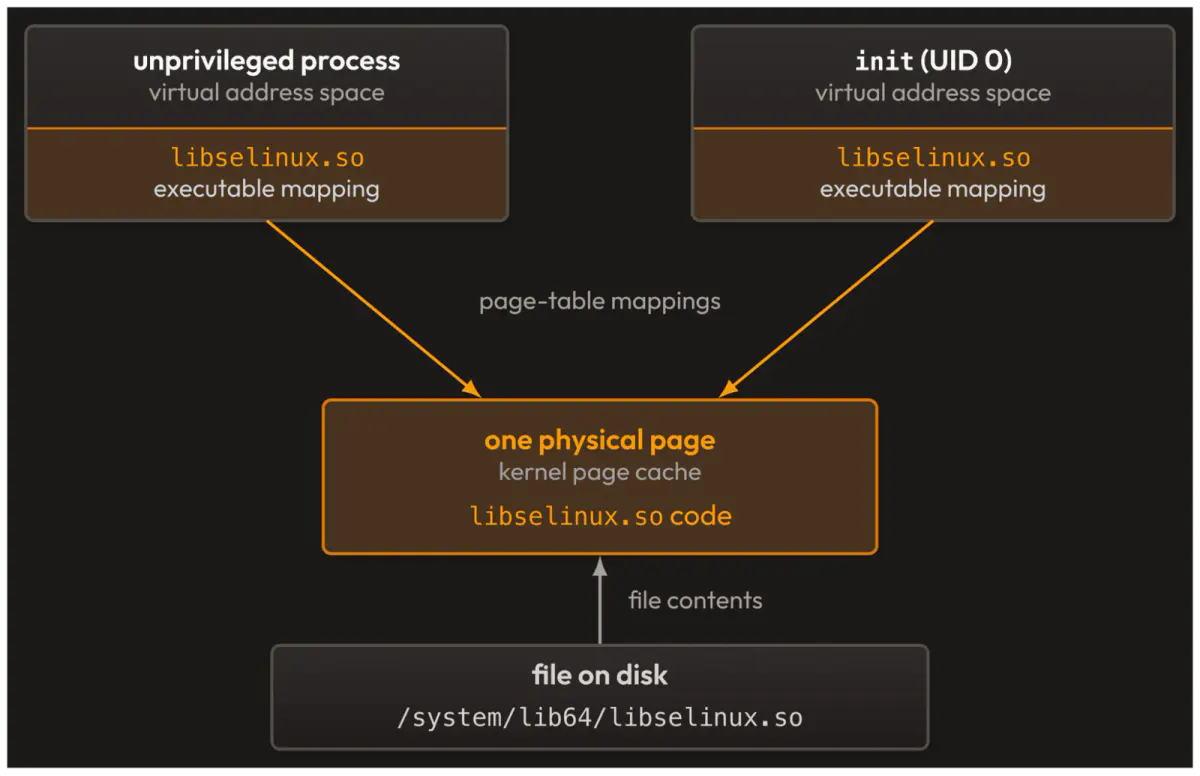 unprivileged process
virtual address space
libselinux.so
executable mapping
init (UID 0)
virtual address space
libselinux.so
executable mapping
page-table mappings
one physical page
kernel page cache
libselinux.so code
file contents
file on disk
/system/lib64/libselinux.so